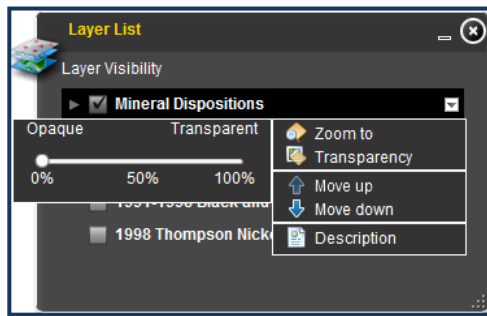 Layer List
Layer Visibility
Mineral Dispositions
Opaque Transparent
0% 50% 100%
Zoom to
Transparency
Move up
Move down
Description
1998 Thompson